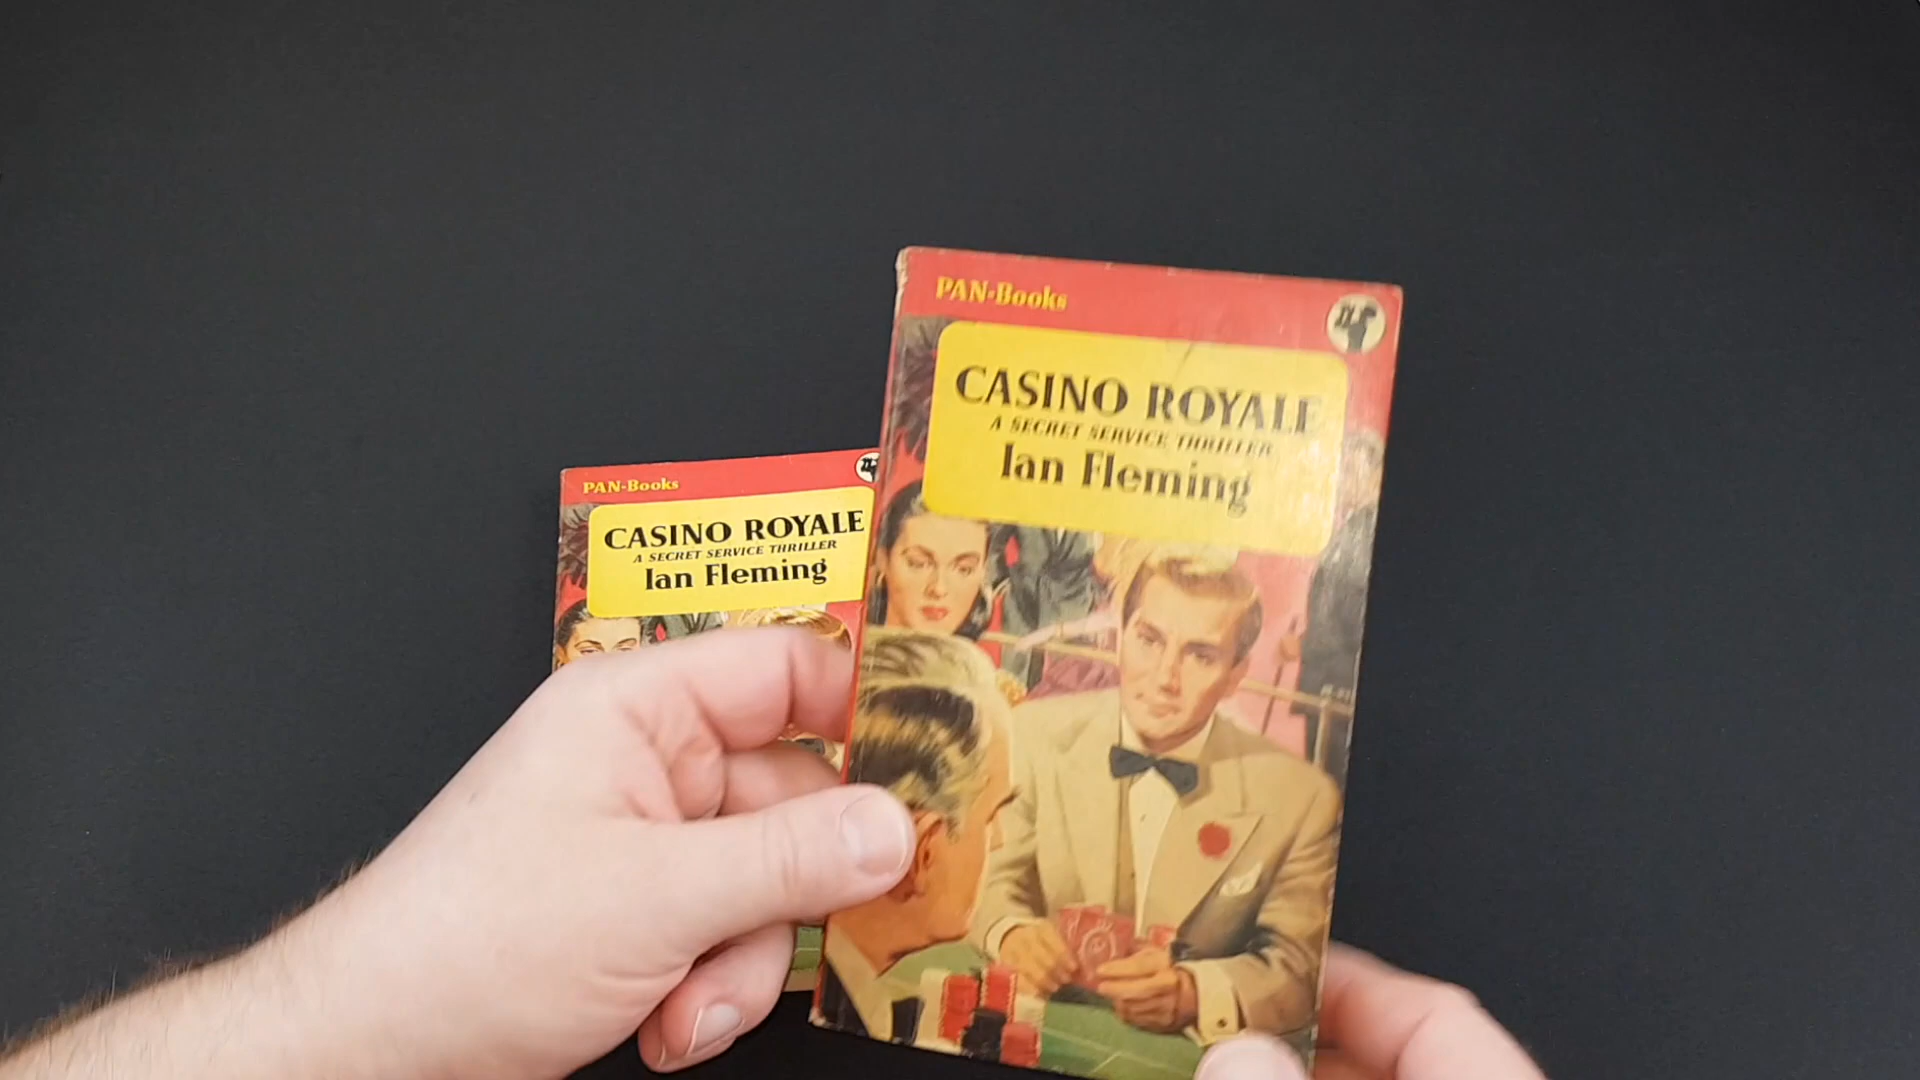 PAN-Books
CASINO ROYALE
A SECRET SERVICE THRILLER
Ian Fleming
PAN-Books
CASINO ROYALE
A SECRET SERVICE THRILLER
Ian Fleming